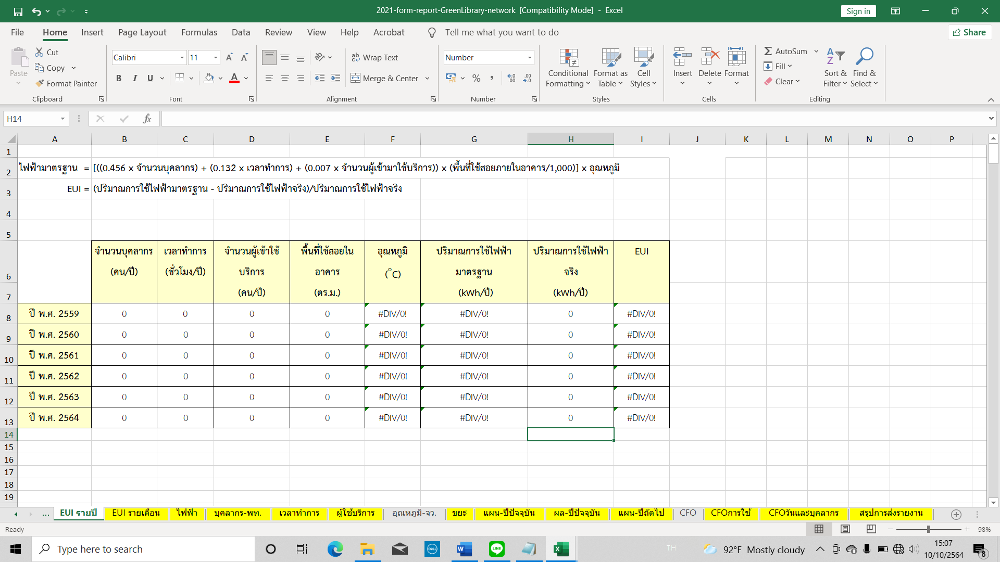 2021-form-report-GreenLibrary-network [Compatibility Mode] - Excel
Sign in
File Home Insert Page Layout Formulas Data Review View Help Acrobat Tell me what you want to do
Share
Paste
Cut
Copy
Format Painter
Clipboard
Calibri 11
B I U
Font
Wrap Text
Merge & Center
Alignment
Number
%
Number
Conditional Formatting
Format as Table
Cell Styles
Styles
Insert Delete Format
Cells
AutoSum
Fill
Clear
Sort & Filter
Find & Select
Editing
H14
fx
A B C D E F G H I J K L M N O P
1
2 ไฟฟ้ามาตรฐาน = [((0.456 x จำนวนบุคลากร) + (0.132 x เวลาทำการ) + (0.007 x จำนวนผู้เข้ามาใช้บริการ)) x (พื้นที่ใช้สอยภายในอาคาร/1,000)] x อุณหภูมิ
3 EUI = (ปริมาณการใช้ไฟฟ้ามาตรฐาน - ปริมาณการใช้ไฟฟ้าจริง)/ปริมาณการใช้ไฟฟ้าจริง
4
5
จำนวนบุคลากร เวลาทำการ จำนวนผู้เข้าใช้ พื้นที่ใช้สอยใน อุณหภูมิ ปริมาณการใช้ไฟฟ้า ปริมาณการใช้ไฟฟ้า EUI
6 (คน/ปี) (ชั่วโมง/ปี) บริการ อาคาร (°C) มาตรฐาน จริง
7 (คน/ปี) (ตร.ม.) (kWh/ปี) (kWh/ปี)
8 ปี พ.ศ. 2559 0 0 0 0 #DIV/0! #DIV/0! 0 #DIV/0!
9 ปี พ.ศ. 2560 0 0 0 0 #DIV/0! #DIV/0! 0 #DIV/0!
10 ปี พ.ศ. 2561 0 0 0 0 #DIV/0! #DIV/0! 0 #DIV/0!
11 ปี พ.ศ. 2562 0 0 0 0 #DIV/0! #DIV/0! 0 #DIV/0!
12 ปี พ.ศ. 2563 0 0 0 0 #DIV/0! #DIV/0! 0 #DIV/0!
13 ปี พ.ศ. 2564 0 0 0 0 #DIV/0! #DIV/0! 0 #DIV/0!
14
15
16
17
18
19
... EUI รายปี EUI รายเดือน ไฟฟ้า บุคลากร-พท. เวลาทำการ ผู้ใช้บริการ อุณหภูมิ-จว. ขยะ แผน-ปีปัจจุบัน ผล-ปีปัจจุบัน แผน-ปีถัดไป CFO CFOการใช้ CFOวันและบุคลากร สรุปการส่งรายงาน
Ready
98%
Type here to search
DELL
W
LINE
X
TH
92°F Mostly cloudy
15:07
10/10/2564
8